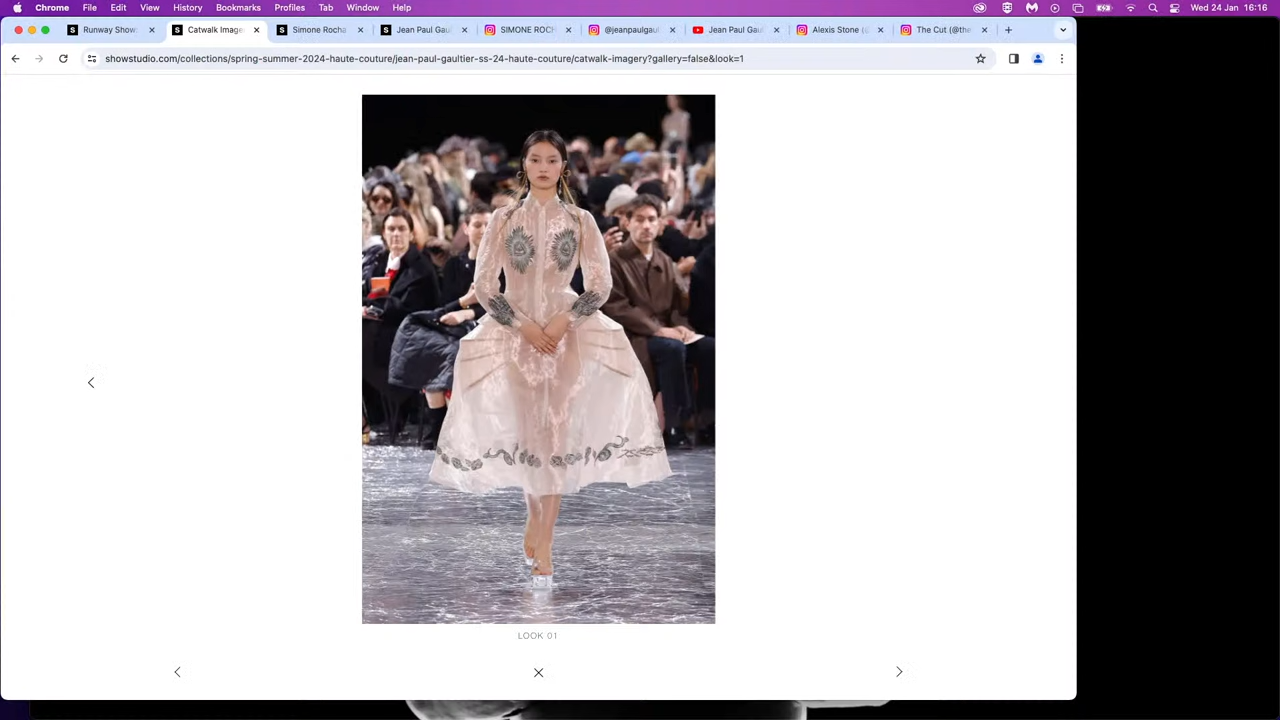 Chrome File Edit View History Bookmarks Profiles Tab Window Help Wed 24 Jan 16:16
Runway Show: Catwalk Image Simone Rocha Jean Paul Gau SIMONE ROCH @jeanpaulgau Jean Paul Gau Alexis Stone (@ The Cut (@the
showstudio.com/collections/spring-summer-2024-haute-couture/jean-paul-gaultier-ss-24-haute-couture/catwalk-imagery?gallery=false&look=1
LOOK 01